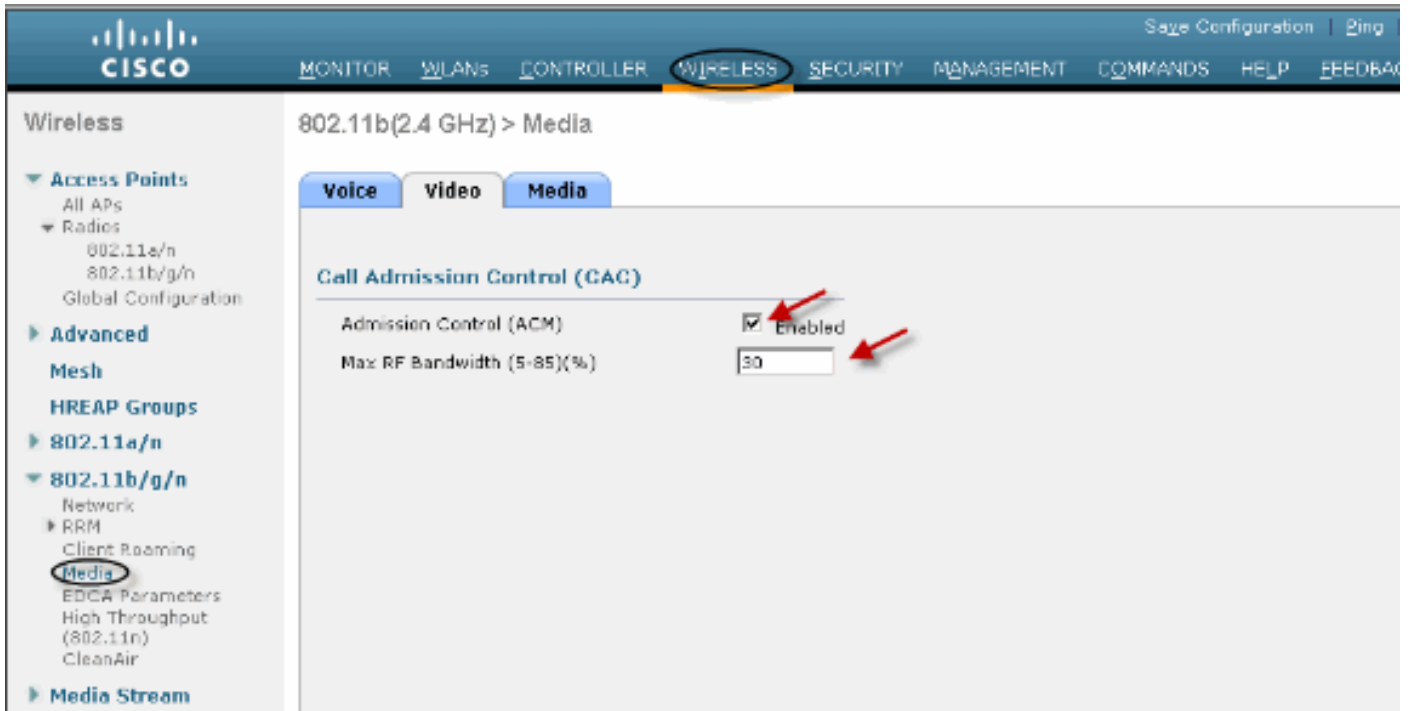 Save Configuration | Ping |
CISCO
MONITOR WLANs CONTROLLER WIRELESS SECURITY MANAGEMENT COMMANDS HELP FEEDBAC
Wireless
Access Points
All APs
Radios
802.11a/n
802.11b/g/n
Global Configuration
Advanced
Mesh
HREAP Groups
802.11a/n
802.11b/g/n
Network
RRM
Client Roaming
Media
EDCA Parameters
High Throughput
(802.11n)
CleanAir
Media Stream
802.11b(2.4 GHz) > Media
Voice Video Media
Call Admission Control (CAC)
Admission Control (ACM) Enabled
Max RF Bandwidth (5-85)(%) 30